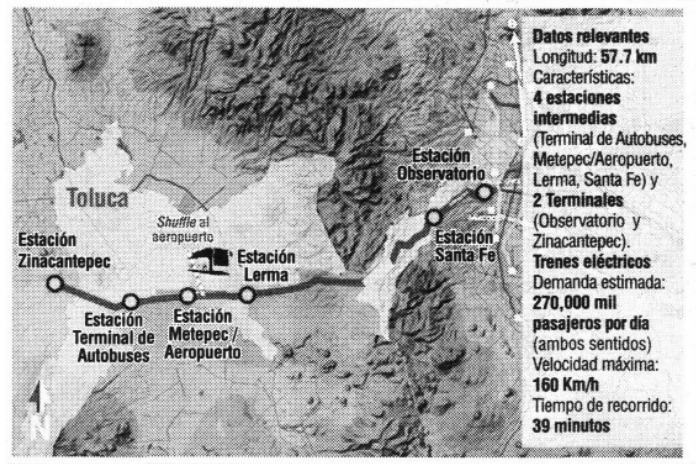 Toluca
Shuffle al
aeropuerto
Estación
Zinacantepec
Estación
Terminal de
Autobuses
Estación
Metepec /
Aeropuerto
Estación
Lerma
Estación
Observatorio
Estación
Santa Fe
N
Datos relevantes
Longitud: 57.7 km
Características:
4 estaciones
intermedias
(Terminal de Autobuses,
Metepec/Aeropuerto,
Lerma, Santa Fe) y
2 Terminales
(Observatorio y
Zinacantepec).
Trenes eléctricos
Demanda estimada:
270,000 mil
pasajeros por día
(ambos sentidos)
Velocidad máxima:
160 Km/h
Tiempo de recorrido:
39 minutos